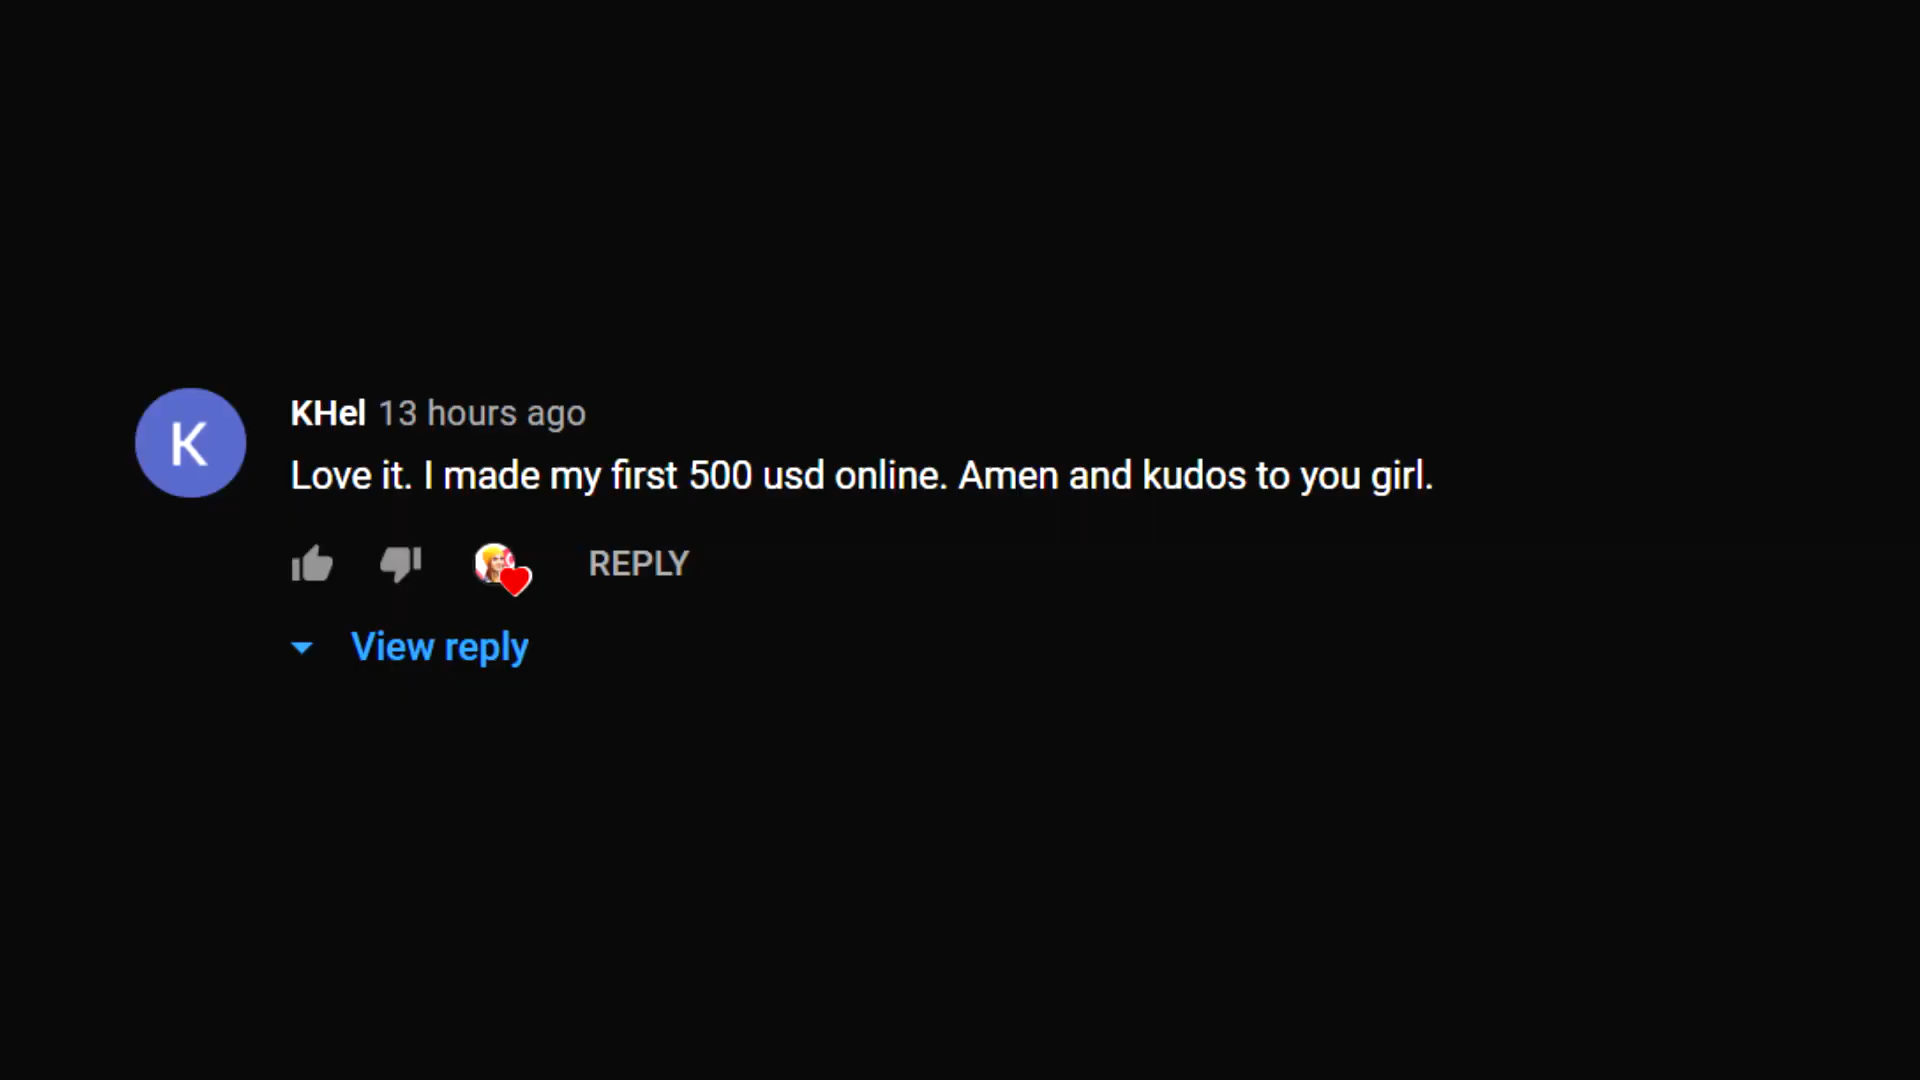 K
KHel 13 hours ago
Love it. I made my first 500 usd online. Amen and kudos to you girl.
REPLY
View reply